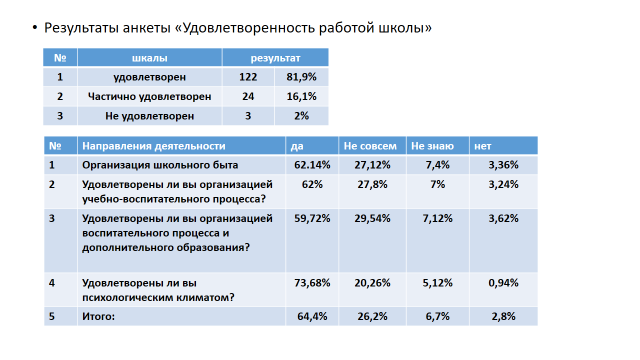 • Результаты анкеты «Удовлетворенность работой школы»
№ шкалы результат
1 удовлетворен 122 81,9%
2 Частично удовлетворен 24 16,1%
3 Не удовлетворен 3 2%
№ Направления деятельности да Не совсем Не знаю нет
1 Организация школьного быта 62.14% 27,12% 7,4% 3,36%
2 Удовлетворены ли вы организацией 62% 27,8% 7% 3,24%
учебно-воспитательного процесса?
3 Удовлетворены ли вы организацией 59,72% 29,54% 7,12% 3,62%
воспитательного процесса и
дополнительного образования?
4 Удовлетворены ли вы 73,68% 20,26% 5,12% 0,94%
психологическим климатом?
5 Итого: 64,4% 26,2% 6,7% 2,8%